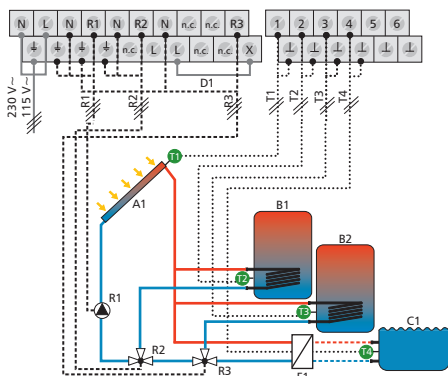 N L N R1 N R2 N n.c. n.c. R3
n.c. L L n.c. n.c. X
1 2 3 4 5 6
D1
230 V~
115 V~
R1
R2
R3
T1
T2
T3
T4
T1
A1
B1
B2
T2
T3
R1
C1
R2
R3
T4